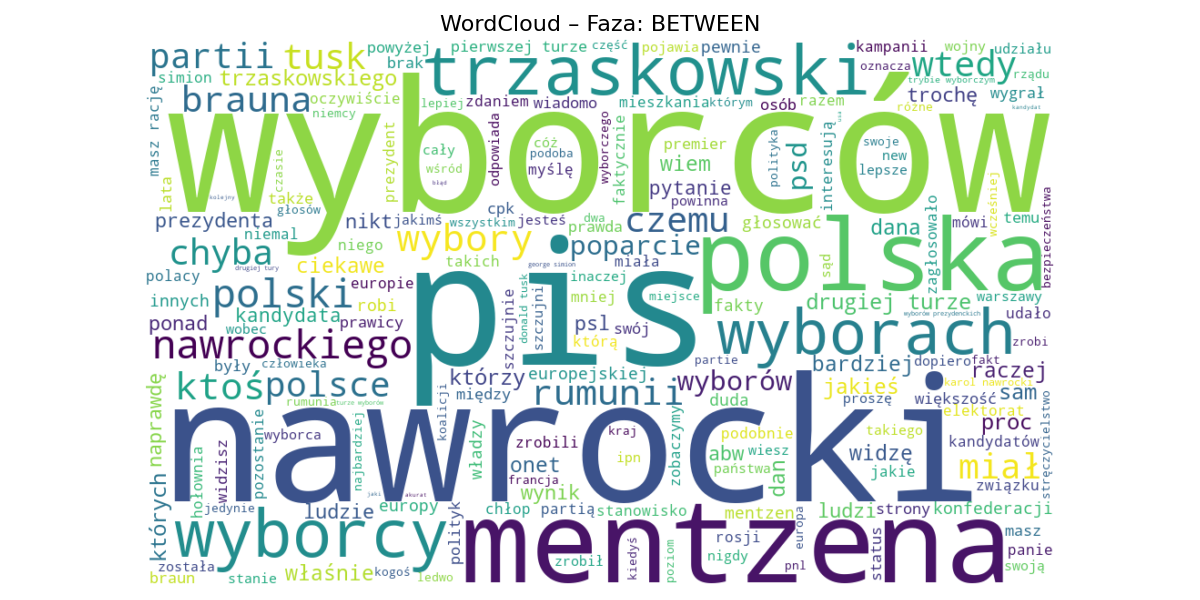 WordCloud – Faza: BETWEEN
partii tusk powyżej pierwszej turze część pojawia pewnie kampanii wojny udziału
brak trzaskowski oznacza wtedy
simion trzaskowskiego trybie wyborczym rządu
masz rację brauna oczywiście lepiej zdaniem wiadomo mieszkania którym osób razem trochę wygrał
niemcy różne kandydat
wyborców
prezydent odpowiada cały cóż podoba wyborczego faktycznie premier polityka psd interesują swoje new
wśród myślę wiem lepsze
lata czasie błąd pytanie
także kolejny głosów powinna
prezydenta nikt jakimś cpk wszystkim jesteś dwa prawda czemu głosować dana zagłosowało wcześniej mówi temu bezpieczeństwa
niemal
chyba niego wybory poparcie polska
drugiej tury takich george simion miała sąd
ciekawe inaczej
polacy europie pis
innych polski robi szczujnie donald tusk szczujni mniej miejsce fakty drugiej turze warszawy
kandydata
ponad wobec prawicy psl swój wyborach udało
nawrockiego którą zrobi
były człowieka partie bardziej dopiero fakt
naprawdę ktoś polsce którzy europejskiej wyborów jakieś karol nawrocki raczej
między rumunii proszę większość sam
rumunia turze wyborów koalicji duda elektorat
nawrocki
pozostanie wyborca najbardziej władzy zrobili kraj zobaczymy podobnie takiego proc
których hołownia widzisz onet ipn abw wiesz widzę kandydatów stręczycielstwo
państwa dan jakie miał
francja
jaki akurat wynik związku
jedynie ludzie europy polityk chłop partią stanowisko mentzen ludzi strony konfederacji
wyborcy mentzena
rosji europa status masz
została właśnie kogoś zrobił kiedyś poziom nigdy pnl panie
braun stanie ledwo swoją